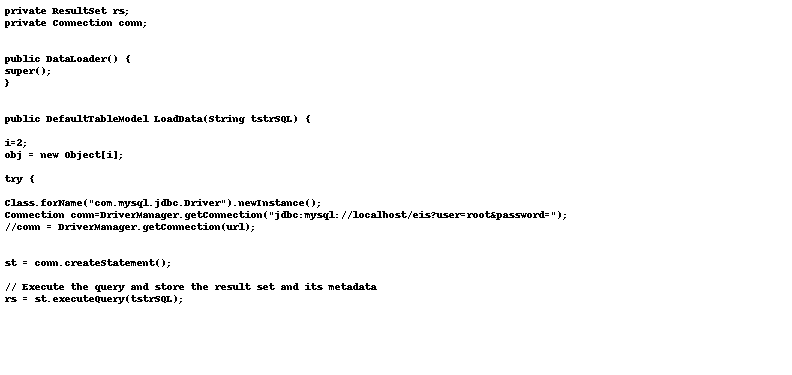 private ResultSet rs;
private Connection conn;
public DataLoader() {
super();
}
public DefaultTableModel LoadData(String tstrSQL) {
i=2;
obj = new Object[i];
try {
Class.forName("com.mysql.jdbc.Driver").newInstance();
Connection conn=DriverManager.getConnection("jdbc:mysql://localhost/eis?user=root&password=");
//conn = DriverManager.getConnection(url);
st = conn.createStatement();
// Execute the query and store the result set and its metadata
rs = st.executeQuery(tstrSQL);